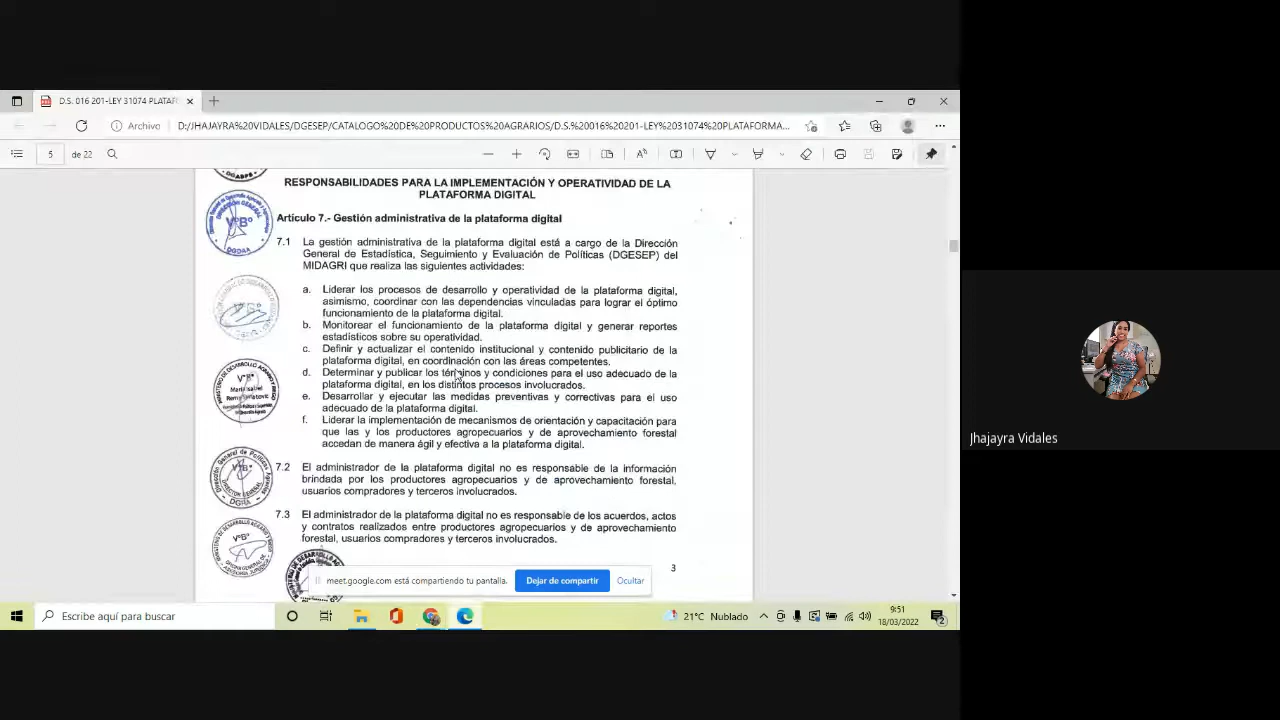 D.S. 016 201-LEY 31074 PLATAF
Archivo
D:/JHAJAYRA%20VIDALES/DGESEP/CATALOGO%20DE%20PRODUCTOS%20AGRARIOS/D.S.%20016%20201-LEY%2031074%20PLATAFORMA...
5
de 22
RESPONSABILIDADES PARA LA IMPLEMENTACIÓN Y OPERATIVIDAD DE LA
PLATAFORMA DIGITAL
Artículo 7.- Gestión administrativa de la plataforma digital
7.1 La gestión administrativa de la plataforma digital está a cargo de la Dirección
General de Estadística, Seguimiento y Evaluación de Políticas (DGESEP) del
MIDAGRI que realiza las siguientes actividades:
a. Liderar los procesos de desarrollo y operatividad de la plataforma digital,
asimismo, coordinar con las dependencias vinculadas para lograr el óptimo
funcionamiento de la plataforma digital.
b. Monitorear el funcionamiento de la plataforma digital y generar reportes
estadísticos sobre su operatividad.
c. Definir y actualizar el contenido institucional y contenido publicitario de la
plataforma digital, en coordinación con las áreas competentes.
d. Determinar y publicar los términos y condiciones para el uso adecuado de la
plataforma digital, en los distintos procesos involucrados.
e. Desarrollar y ejecutar las medidas preventivas y correctivas para el uso
adecuado de la plataforma digital.
f. Liderar la implementación de mecanismos de orientación y capacitación para
que las y los productores agropecuarios y de aprovechamiento forestal
accedan de manera ágil y efectiva a la plataforma digital.
7.2 El administrador de la plataforma digital no es responsable de la información
brindada por los productores agropecuarios y de aprovechamiento forestal,
usuarios compradores y terceros involucrados.
7.3 El administrador de la plataforma digital no es responsable de los acuerdos, actos
y contratos realizados entre productores agropecuarios y de aprovechamiento
forestal, usuarios compradores y terceros involucrados.
3
meet.google.com está compartiendo tu pantalla.
Dejar de compartir
Ocultar
Escribe aquí para buscar
21°C Nublado
9:51
18/03/2022
2
Jhajayra Vidales